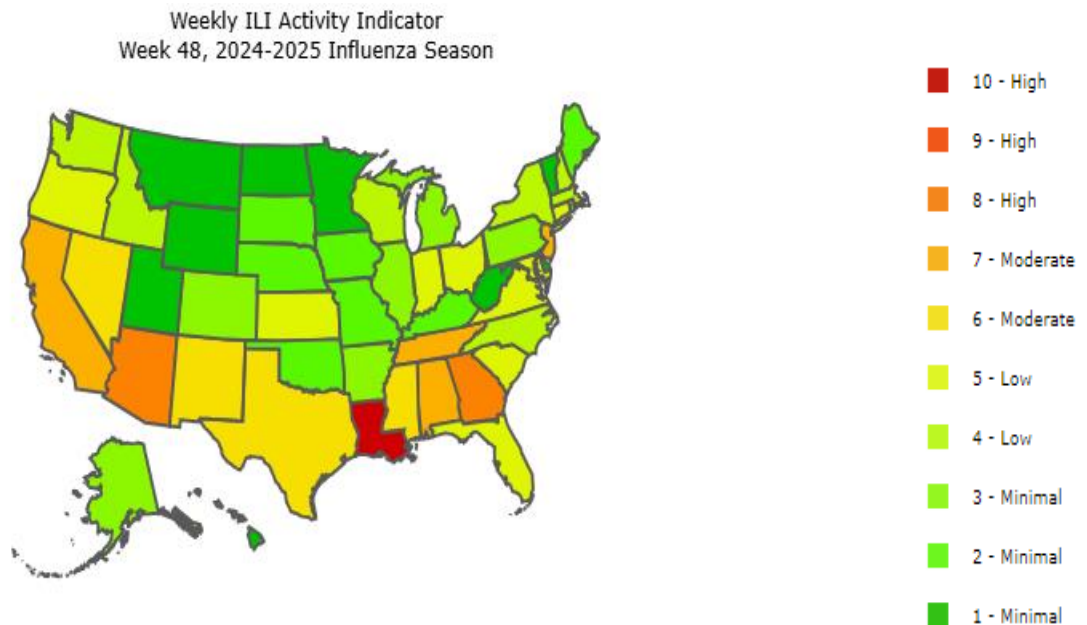 Weekly ILI Activity Indicator
Week 48, 2024-2025 Influenza Season
10 - High
9 - High
8 - High
7 - Moderate
6 - Moderate
5 - Low
4 - Low
3 - Minimal
2 - Minimal
1 - Minimal